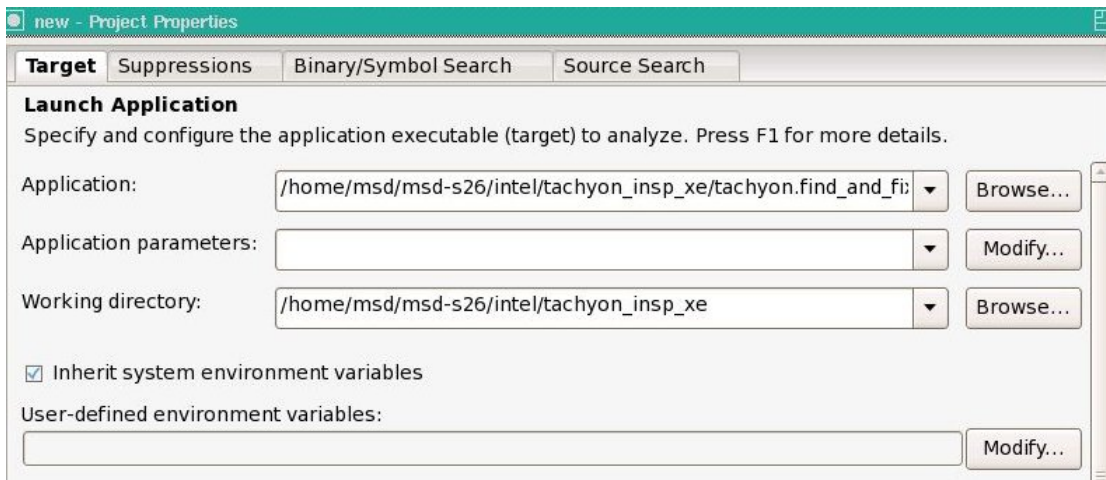 new - Project Properties
Target Suppressions Binary/Symbol Search Source Search
Launch Application
Specify and configure the application executable (target) to analyze. Press F1 for more details.
Application: /home/msd/msd-s26/intel/tachyon_insp_xe/tachyon.find_and_fi Browse...
Application parameters: Modify...
Working directory: /home/msd/msd-s26/intel/tachyon_insp_xe Browse...
Inherit system environment variables
User-defined environment variables:
Modify...